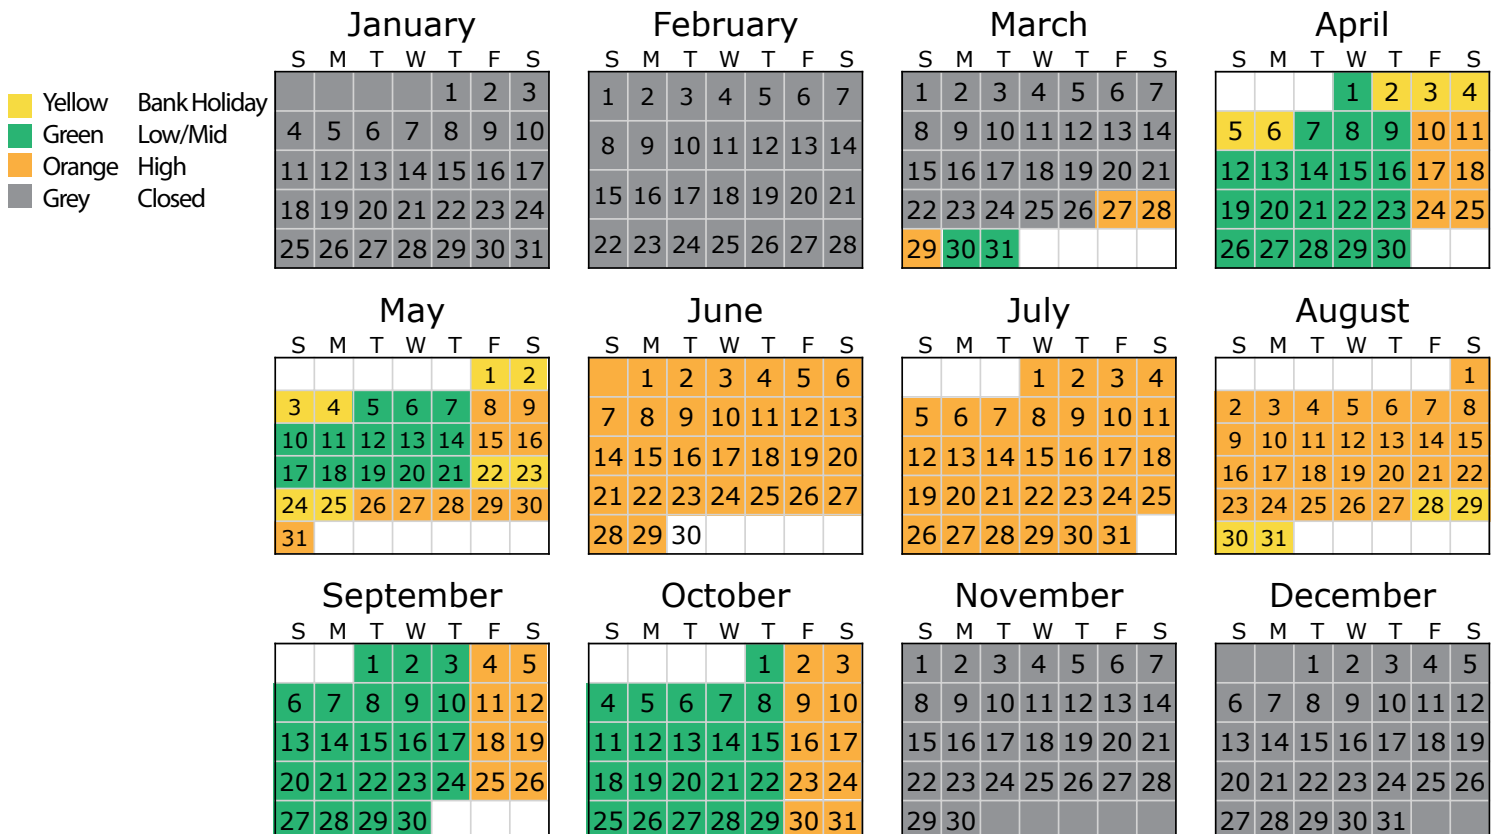 January February March April
S M T W T F S S M T W T F S S M T W T F S S M T W T F S
Yellow Bank Holiday
Green Low/Mid
Orange High
Grey Closed
1 2 3 1 2 3 4 5 6 7 1 2 3 4 5 6 7 1 2 3 4
4 5 6 7 8 9 10 8 9 10 11 12 13 14 8 9 10 11 12 13 14 5 6 7 8 9 10 11
11 12 13 14 15 16 17 15 16 17 18 19 20 21 15 16 17 18 19 20 21 12 13 14 15 16 17 18
18 19 20 21 22 23 24 22 23 24 25 26 27 28 22 23 24 25 26 27 28 19 20 21 22 23 24 25
25 26 27 28 29 30 31 29 30 31 26 27 28 29 30
May June July August
S M T W T F S S M T W T F S S M T W T F S S M T W T F S
1 2 1 2 3 4 5 6 1 2 3 4 1
3 4 5 6 7 8 9 7 8 9 10 11 12 13 5 6 7 8 9 10 11 2 3 4 5 6 7 8
10 11 12 13 14 15 16 14 15 16 17 18 19 20 12 13 14 15 16 17 18 9 10 11 12 13 14 15
17 18 19 20 21 22 23 21 22 23 24 25 26 27 19 20 21 22 23 24 25 16 17 18 19 20 21 22
24 25 26 27 28 29 30 28 29 30 26 27 28 29 30 31 23 24 25 26 27 28 29
31 30 31
September October November December
S M T W T F S S M T W T F S S M T W T F S S M T W T F S
1 2 3 4 5 1 2 3 1 2 3 4 5 6 7 1 2 3 4 5
6 7 8 9 10 11 12 4 5 6 7 8 9 10 8 9 10 11 12 13 14 6 7 8 9 10 11 12
13 14 15 16 17 18 19 11 12 13 14 15 16 17 15 16 17 18 19 20 21 13 14 15 16 17 18 19
20 21 22 23 24 25 26 18 19 20 21 22 23 24 22 23 24 25 26 27 28 20 21 22 23 24 25 26
27 28 29 30 25 26 27 28 29 30 31 29 30 27 28 29 30 31